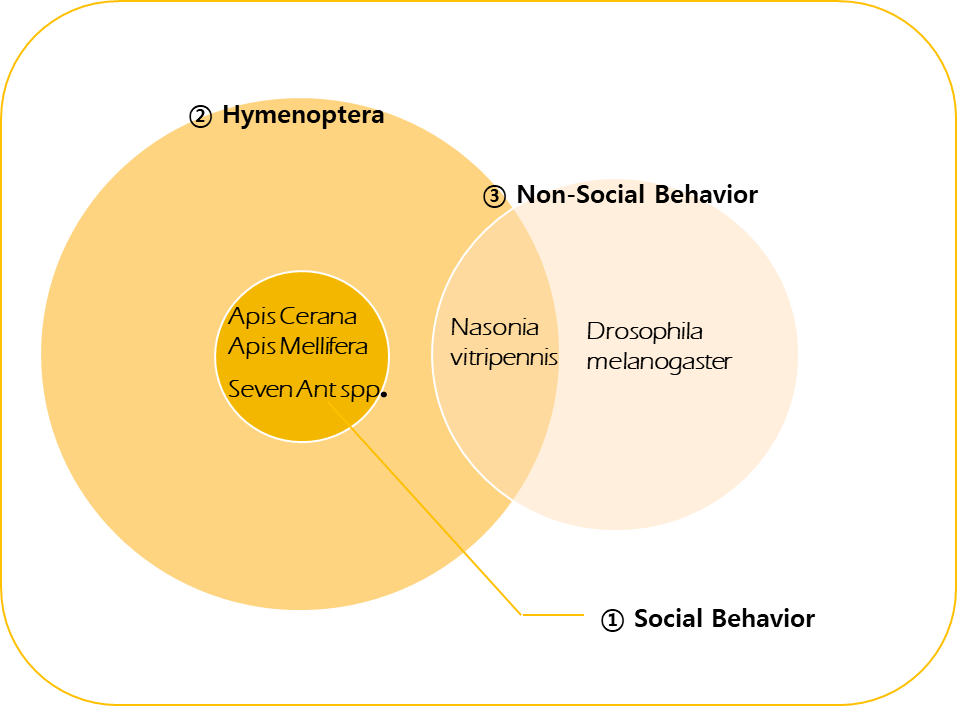 ② Hymenoptera
③ Non-Social Behavior
Apis Cerana
Apis Mellifera
Seven Ant spp.
Nasonia
vitripennis
Drosophila
melanogaster
① Social Behavior